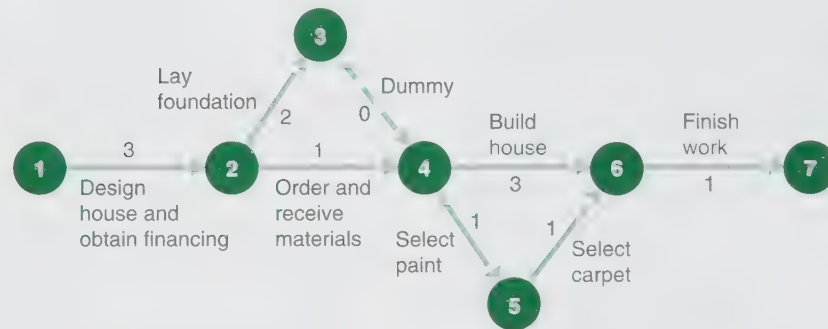 3
Lay
foundation
2
Dummy
0
1
3
Design
house and
obtain financing
2
1
Order and
receive
materials
4
Build
house
3
6
Finish
work
1
7
Select
paint
1
1
Select
carpet
5